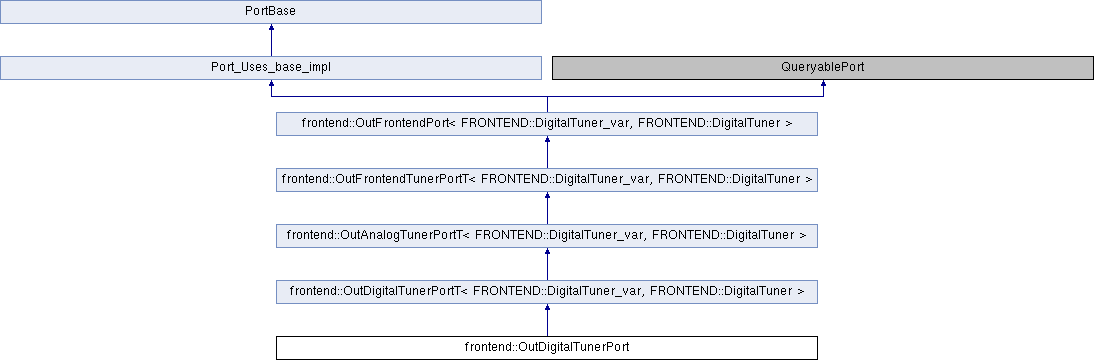 PortBase
Port_Uses_base_impl
QueryablePort
frontend::OutFrontendPort< FRONTEND::DigitalTuner_var, FRONTEND::DigitalTuner >
frontend::OutFrontendTunerPortT< FRONTEND::DigitalTuner_var, FRONTEND::DigitalTuner >
frontend::OutAnalogTunerPortT< FRONTEND::DigitalTuner_var, FRONTEND::DigitalTuner >
frontend::OutDigitalTunerPortT< FRONTEND::DigitalTuner_var, FRONTEND::DigitalTuner >
frontend::OutDigitalTunerPort